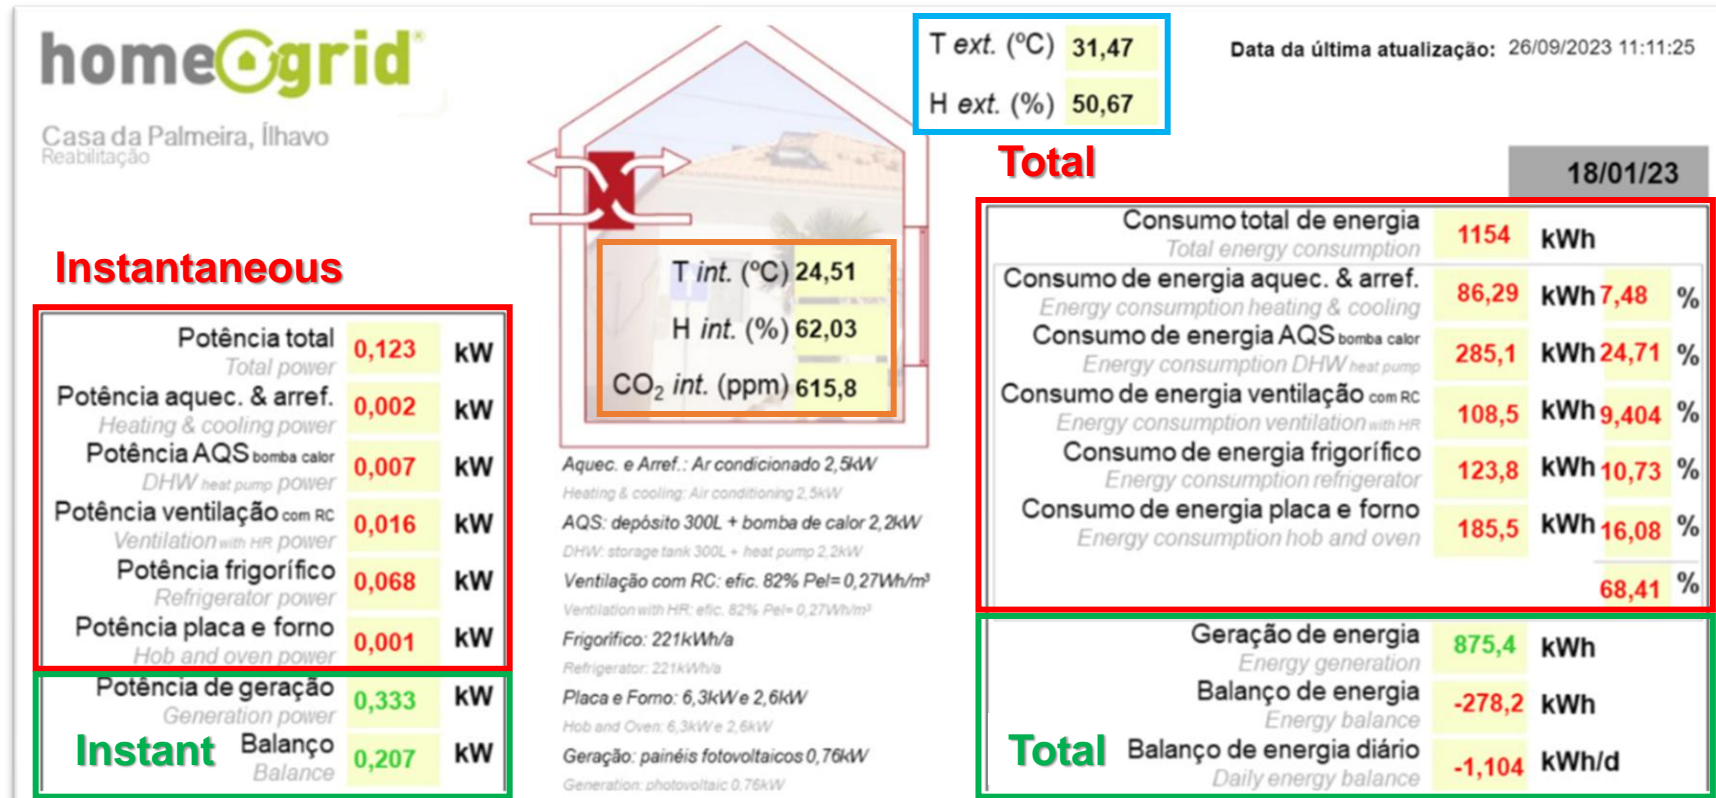 homegrid®
Casa da Palmeira, Ílhavo
Reabilitação
T ext. (ºC) 31,47
H ext. (%) 50,67
Data da última atualização: 26/09/2023 11:11:25
18/01/23
Instantaneous
Potência total 0,123 kW
Total power
Potência aquec. & arref. 0,002 kW
Heating & cooling power
Potência AQS bomba calor 0,007 kW
DHW heat pump power
Potência ventilação com RC 0,016 kW
Ventilation with HR power
Potência frigorífico 0,068 kW
Refrigerator power
Potência placa e forno 0,001 kW
Hob and oven power
Potência de geração 0,333 kW
Generation power
Instant
Balanço 0,207 kW
Balance
T int. (ºC) 24,51
H int. (%) 62,03
CO₂ int. (ppm) 615,8
Aquec. e Arref.: Ar condicionado 2,5kW
Heating & cooling: Air conditioning 2,5kW
AQS: depósito 300L + bomba de calor 2,2kW
DHW: storage tank 300L + heat pump 2,2kW
Ventilação com RC: efic. 82% Pel= 0,27Wh/m³
Ventilation with HR: efic. 82% Pel= 0,27Wh/m³
Frigorífico: 221kWh/a
Refrigerator: 221kWh/a
Placa e Forno: 6,3kW e 2,6kW
Hob and Oven: 6,3kW e 2,6kW
Geração: painéis fotovoltaicos 0,76kW
Generation: photovoltaic 0,76kW
Total
Consumo total de energia 1154 kWh
Total energy consumption
Consumo de energia aquec. & arref. 86,29 kWh 7,48 %
Energy consumption heating & cooling
Consumo de energia AQS bomba calor 285,1 kWh 24,71 %
Energy consumption DHW heat pump
Consumo de energia ventilação com RC 108,5 kWh 9,404 %
Energy consumption ventilation with HR
Consumo de energia frigorífico 123,8 kWh 10,73 %
Energy consumption refrigerator
Consumo de energia placa e forno 185,5 kWh 16,08 %
Energy consumption hob and oven
68,41 %
Geração de energia 875,4 kWh
Energy generation
Balanço de energia -278,2 kWh
Energy balance
Total
Balanço de energia diário -1,104 kWh/d
Daily energy balance